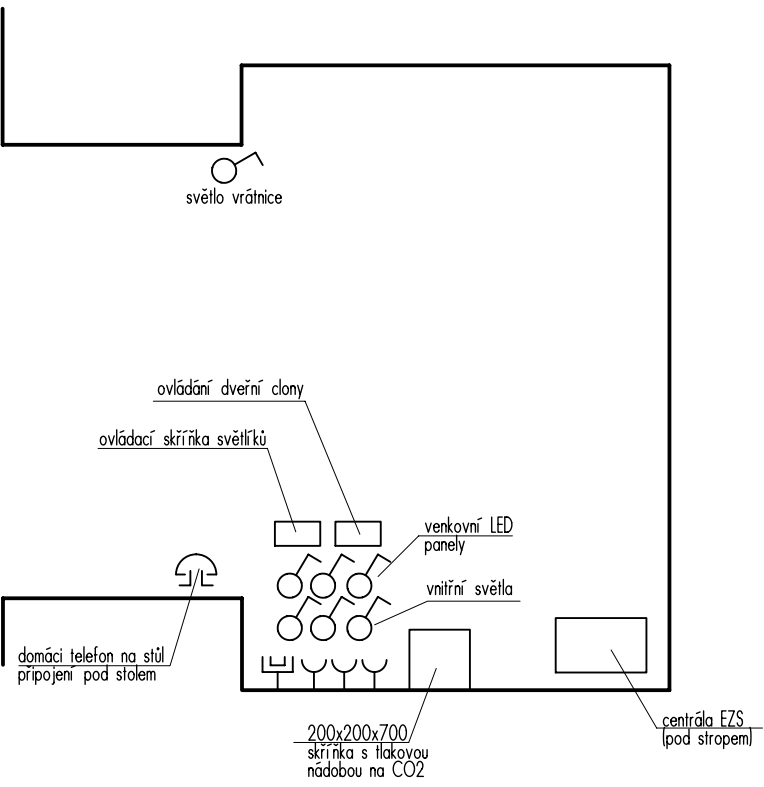 světlo vrátnice
ovládání dveřní clony
ovládací skříňka světlíků
venkovní LED
panely
vnitřní světla
domáci telefon na stůl
připojení pod stolem
centrála EZS
(pod stropem)
200x200x700
skříňka s tlakovou
nádobou na CO2